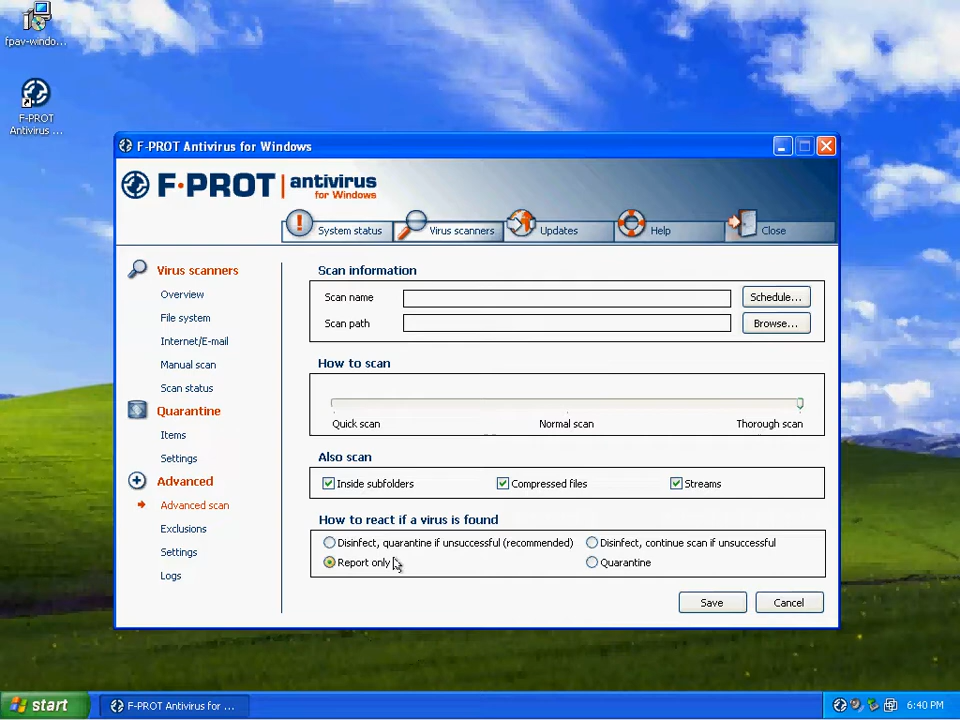 fpav-windo...
F-PROT
Antivirus ...
F-PROT Antivirus for Windows
F-PROT antivirus
for Windows
System status
Virus scanners
Updates
Help
Close
Virus scanners
Overview
File system
Internet/E-mail
Manual scan
Scan status
Quarantine
Items
Settings
Advanced
Advanced scan
Exclusions
Settings
Logs
Scan information
Scan name
Schedule...
Scan path
Browse...
How to scan
Quick scan
Normal scan
Thorough scan
Also scan
Inside subfolders
Compressed files
Streams
How to react if a virus is found
Disinfect, quarantine if unsuccessful (recommended)
Disinfect, continue scan if unsuccessful
Report only
Quarantine
Save
Cancel
start
F-PROT Antivirus for ...
6:40 PM